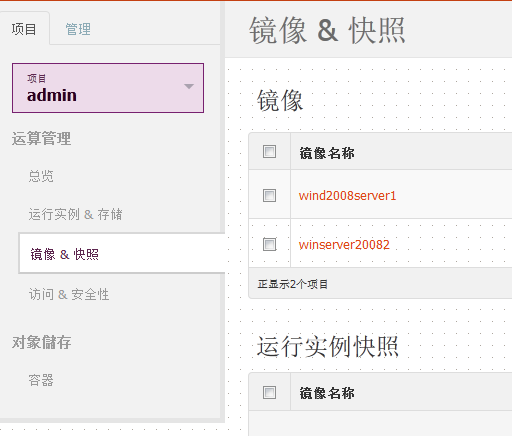 项目
管理
项目
admin
运算管理
总览
运行实例 & 存储
镜像 & 快照
访问 & 安全性
对象儲存
容器
镜像 & 快照
镜像
镜像名称
wind2008server1
winserver20082
正显示2个项目
运行实例快照
镜像名称